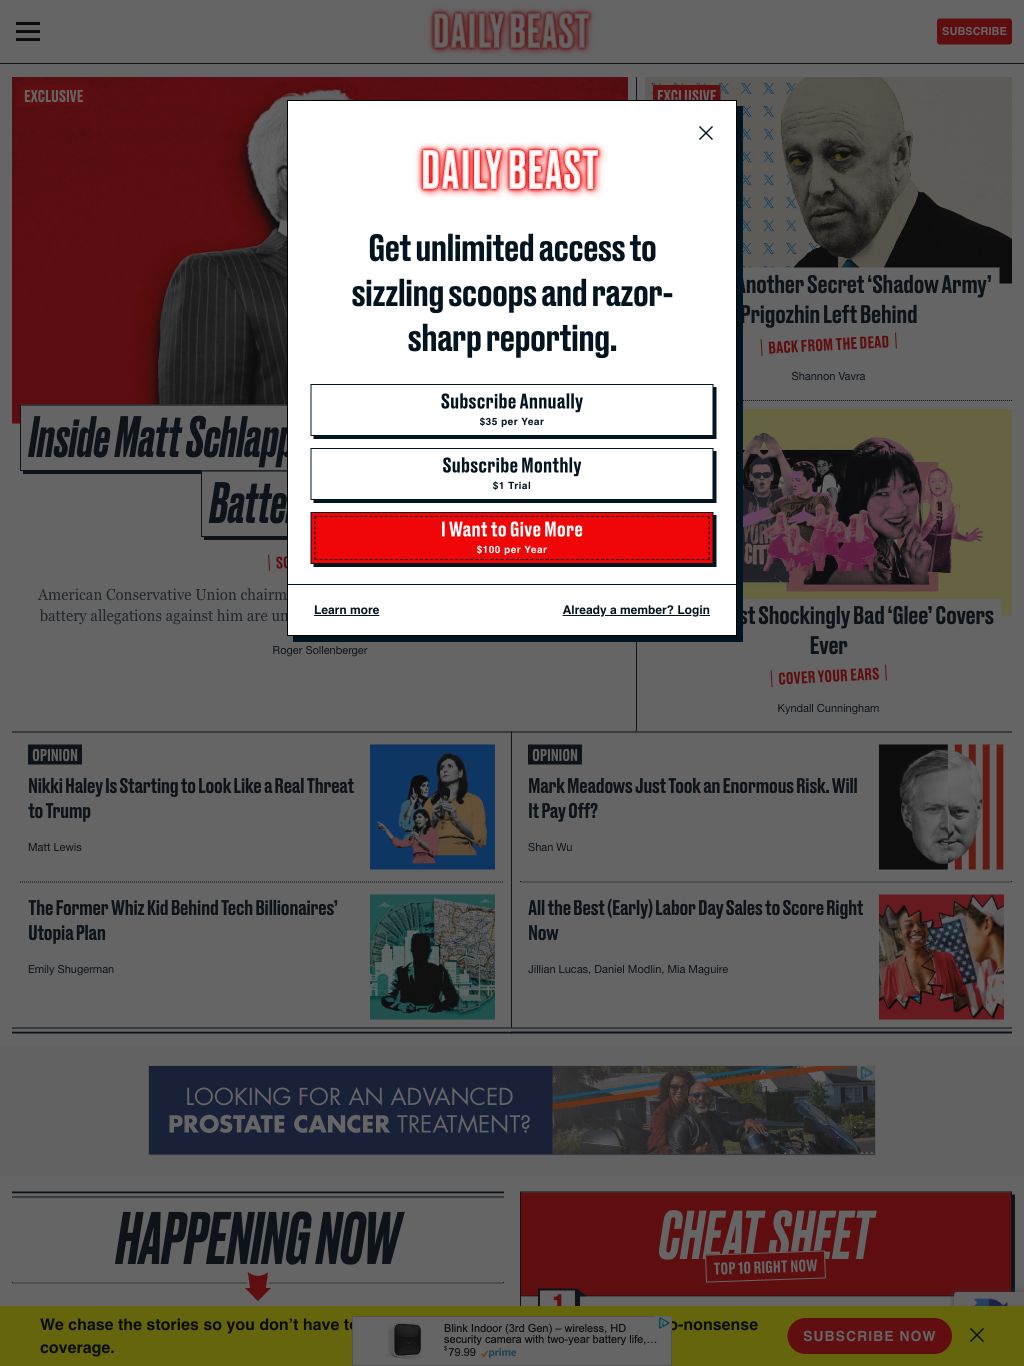 DAILY BEAST
SUBSCRIBE
EXCLUSIVE
Inside Matt Schlapp
Batte
American Conservative Union chairm
battery allegations against him are un
Roger Sollenberger
EXCLUSIVE
Another Secret ‘Shadow Army’
Prigozhin Left Behind
BACK FROM THE DEAD
Shannon Vavra
st Shockingly Bad ‘Glee’ Covers
Ever
COVER YOUR EARS
Kyndall Cunningham
DAILY BEAST
Get unlimited access to
sizzling scoops and razor-
sharp reporting.
Subscribe Annually
$35 per Year
Subscribe Monthly
$1 Trial
I Want to Give More
$100 per Year
Learn more
Already a member? Login
OPINION
Nikki Haley Is Starting to Look Like a Real Threat
to Trump
Matt Lewis
OPINION
Mark Meadows Just Took an Enormous Risk. Will
It Pay Off?
Shan Wu
The Former Whiz Kid Behind Tech Billionaires’
Utopia Plan
Emily Shugerman
All the Best (Early) Labor Day Sales to Score Right
Now
Jillian Lucas, Daniel Modlin, Mia Maguire
LOOKING FOR AN ADVANCED
PROSTATE CANCER TREATMENT?
HAPPENING NOW
CHEAT SHEET
TOP 10 RIGHT NOW
1
We chase the stories so you don’t have t
o-nonsense
coverage.
Blink Indoor (3rd Gen) – wireless, HD
security camera with two-year battery life,...
$79.99 prime
SUBSCRIBE NOW